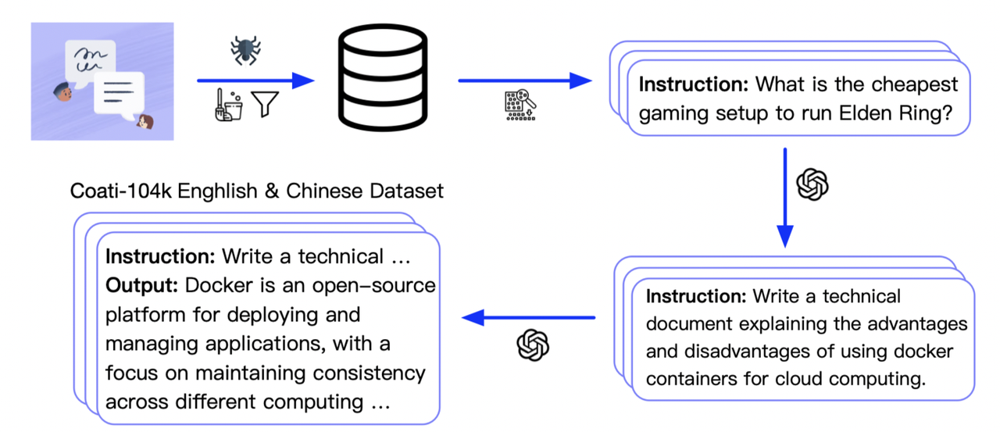 Instruction: What is the cheapest
gaming setup to run Elden Ring?
Coati-104k Enghlish & Chinese Dataset
Instruction: Write a technical …
Output: Docker is an open–source
platform for deploying and
managing applications, with a
focus on maintaining consistency
across different computing …
Instruction: Write a technical
document explaining the advantages
and disadvantages of using docker
containers for cloud computing.